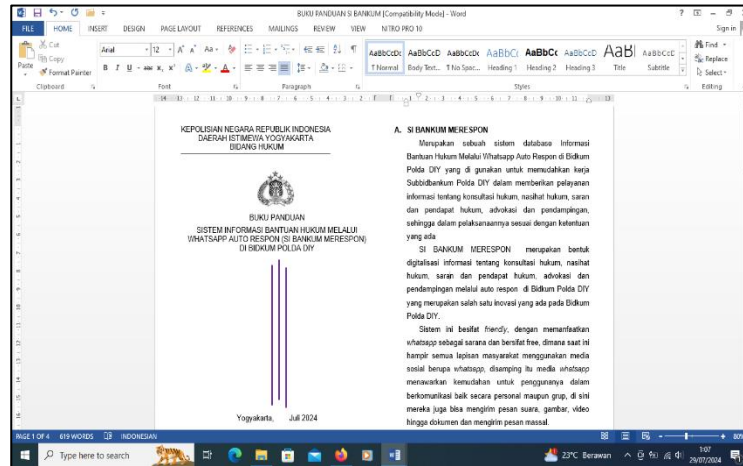 BUKU PANDUAN SI BANKUM [Compatibility Mode] - Word
FILE HOME INSERT DESIGN PAGE LAYOUT REFERENCES MAILINGS REVIEW VIEW NITRO PRO 10 Sign in
Cut
Copy
Paste
Format Painter
Arial 12
AaBbCcDc AaBbCcD AaBbCcDc AaBbC AaBbCc AaBbCcD AaB AaBbCcD
¶ Normal Body Text... ¶ No Spac... Heading 1 Heading 2 Heading 3 Title Subtitle
Find
Replace
Select
Clipboard Font Paragraph Styles Editing
KEPOLISIAN NEGARA REPUBLIK INDONESIA
DAERAH ISTIMEWA YOGYAKARTA
BIDANG HUKUM
BUKU PANDUAN
SISTEM INFORMASI BANTUAN HUKUM MELALUI
WHATSAPP AUTO RESPON (SI BANKUM MERESPON)
DI BIDKUM POLDA DIY
Yogyakarta, Juli 2024
A. SI BANKUM MERESPON
Merupakan sebuah sistem database Informasi
Bantuan Hukum Melalui Whatsapp Auto Respon di Bidkum
Polda DIY yang di gunakan untuk memudahkan kerja
Subbidbankum Polda DIY dalam memberikan pelayanan
informasi tentang konsultasi hukum, nasihat hukum, saran
dan pendapat hukum, advokasi dan pendampingan,
sehingga dalam pelaksanaannya sesuai dengan ketentuan
yang ada
SI BANKUM MERESPON merupakan bentuk
digitalisasi informasi tentang konsultasi hukum, nasihat
hukum, saran dan pendapat hukum, advokasi dan
pendampingan melalui auto respon di Bidkum Polda DIY
yang merupakan salah satu inovasi yang ada pada Bidkum
Polda DIY.
Sistem ini besifat friendly, dengan memanfaatkan
whatsapp sebagai sarana dan bersifat free, dimana saat ini
hampir semua lapisan masyarakat menggunakan media
sosial berupa whatsapp, disamping itu media whatsapp
menawarkan kemudahan untuk penggunanya dalam
berkomunikasi baik secara personal maupun grup, di sini
mereka juga bisa mengirim pesan suara, gambar, video
hingga dokumen dan mengirim pesan massal.
PAGE 1 OF 4 619 WORDS INDONESIAN 80%
Type here to search
23°C Berawan
1:07
29/07/2024